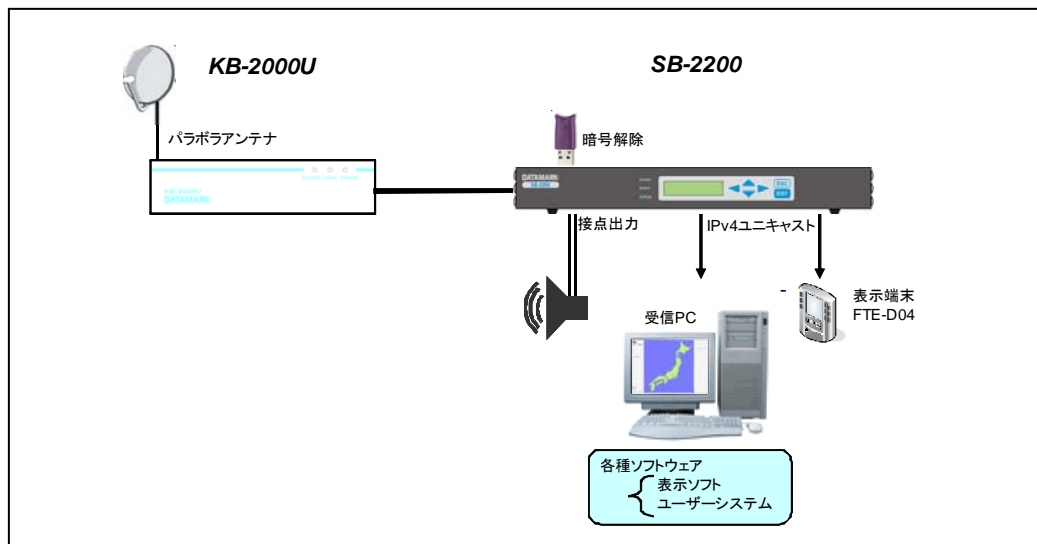 KB-2000U
SB-2200
パラボラアンテナ
暗号解除
KB-2000U
DATAMARK
DATAMARK
SB-2200
ESC
ENT
接点出力
IPv4ユニキャスト
表示端末
FTE-D04
受信PC
各種ソフトウェア
表示ソフト
ユーザーシステム